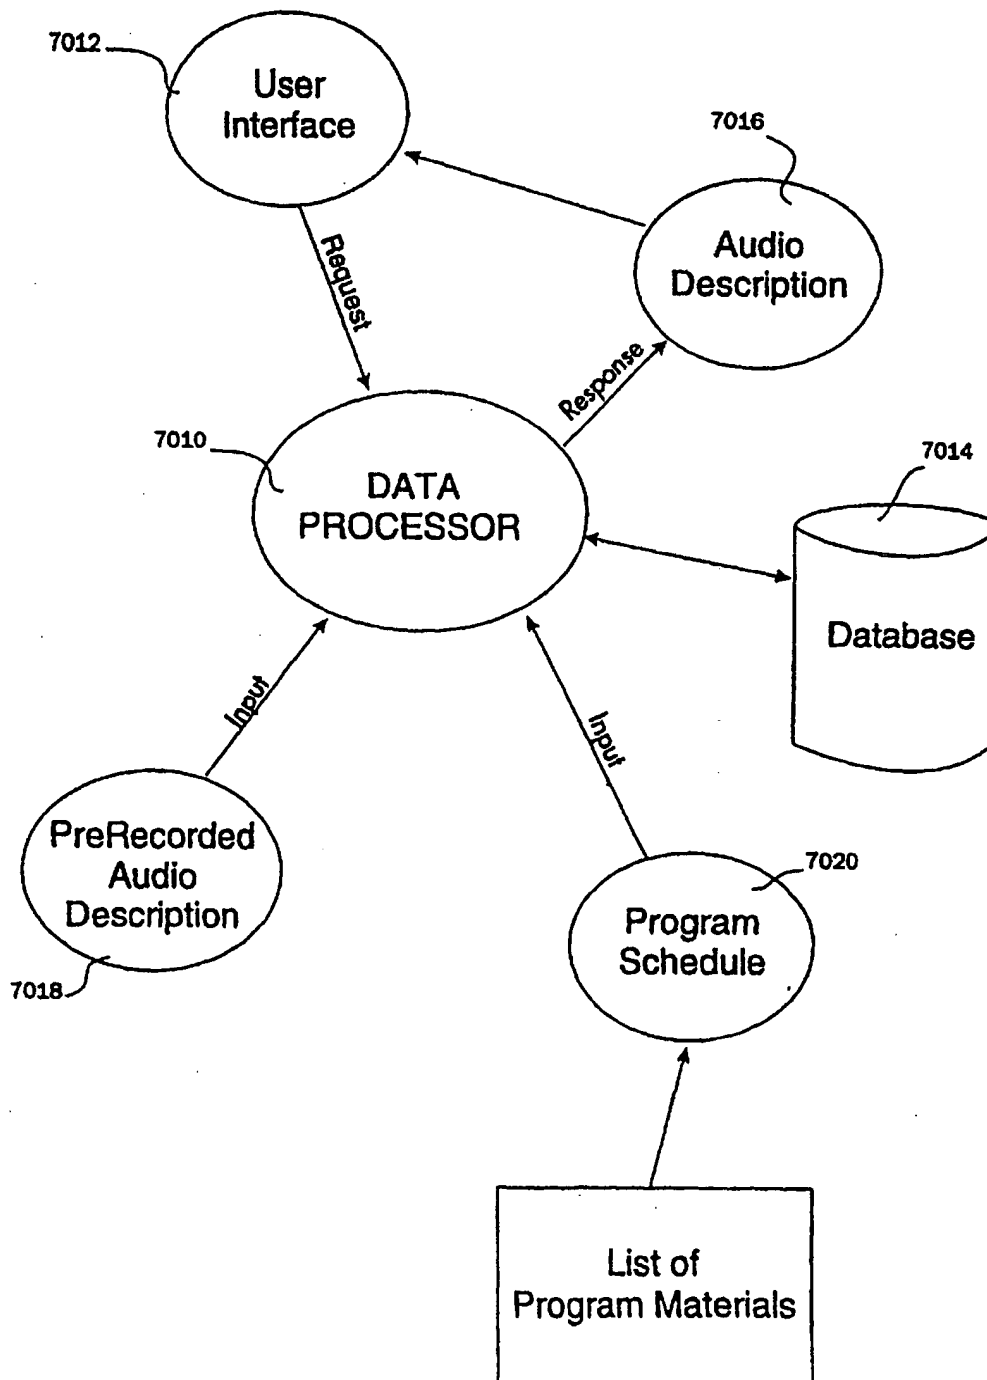 7012
User
Interface
7016
Audio
Description
Request
Response
7010
DATA
PROCESSOR
7014
Database
Input
Input
PreRecorded
Audio
Description
7018
7020
Program
Schedule
List of
Program Materials